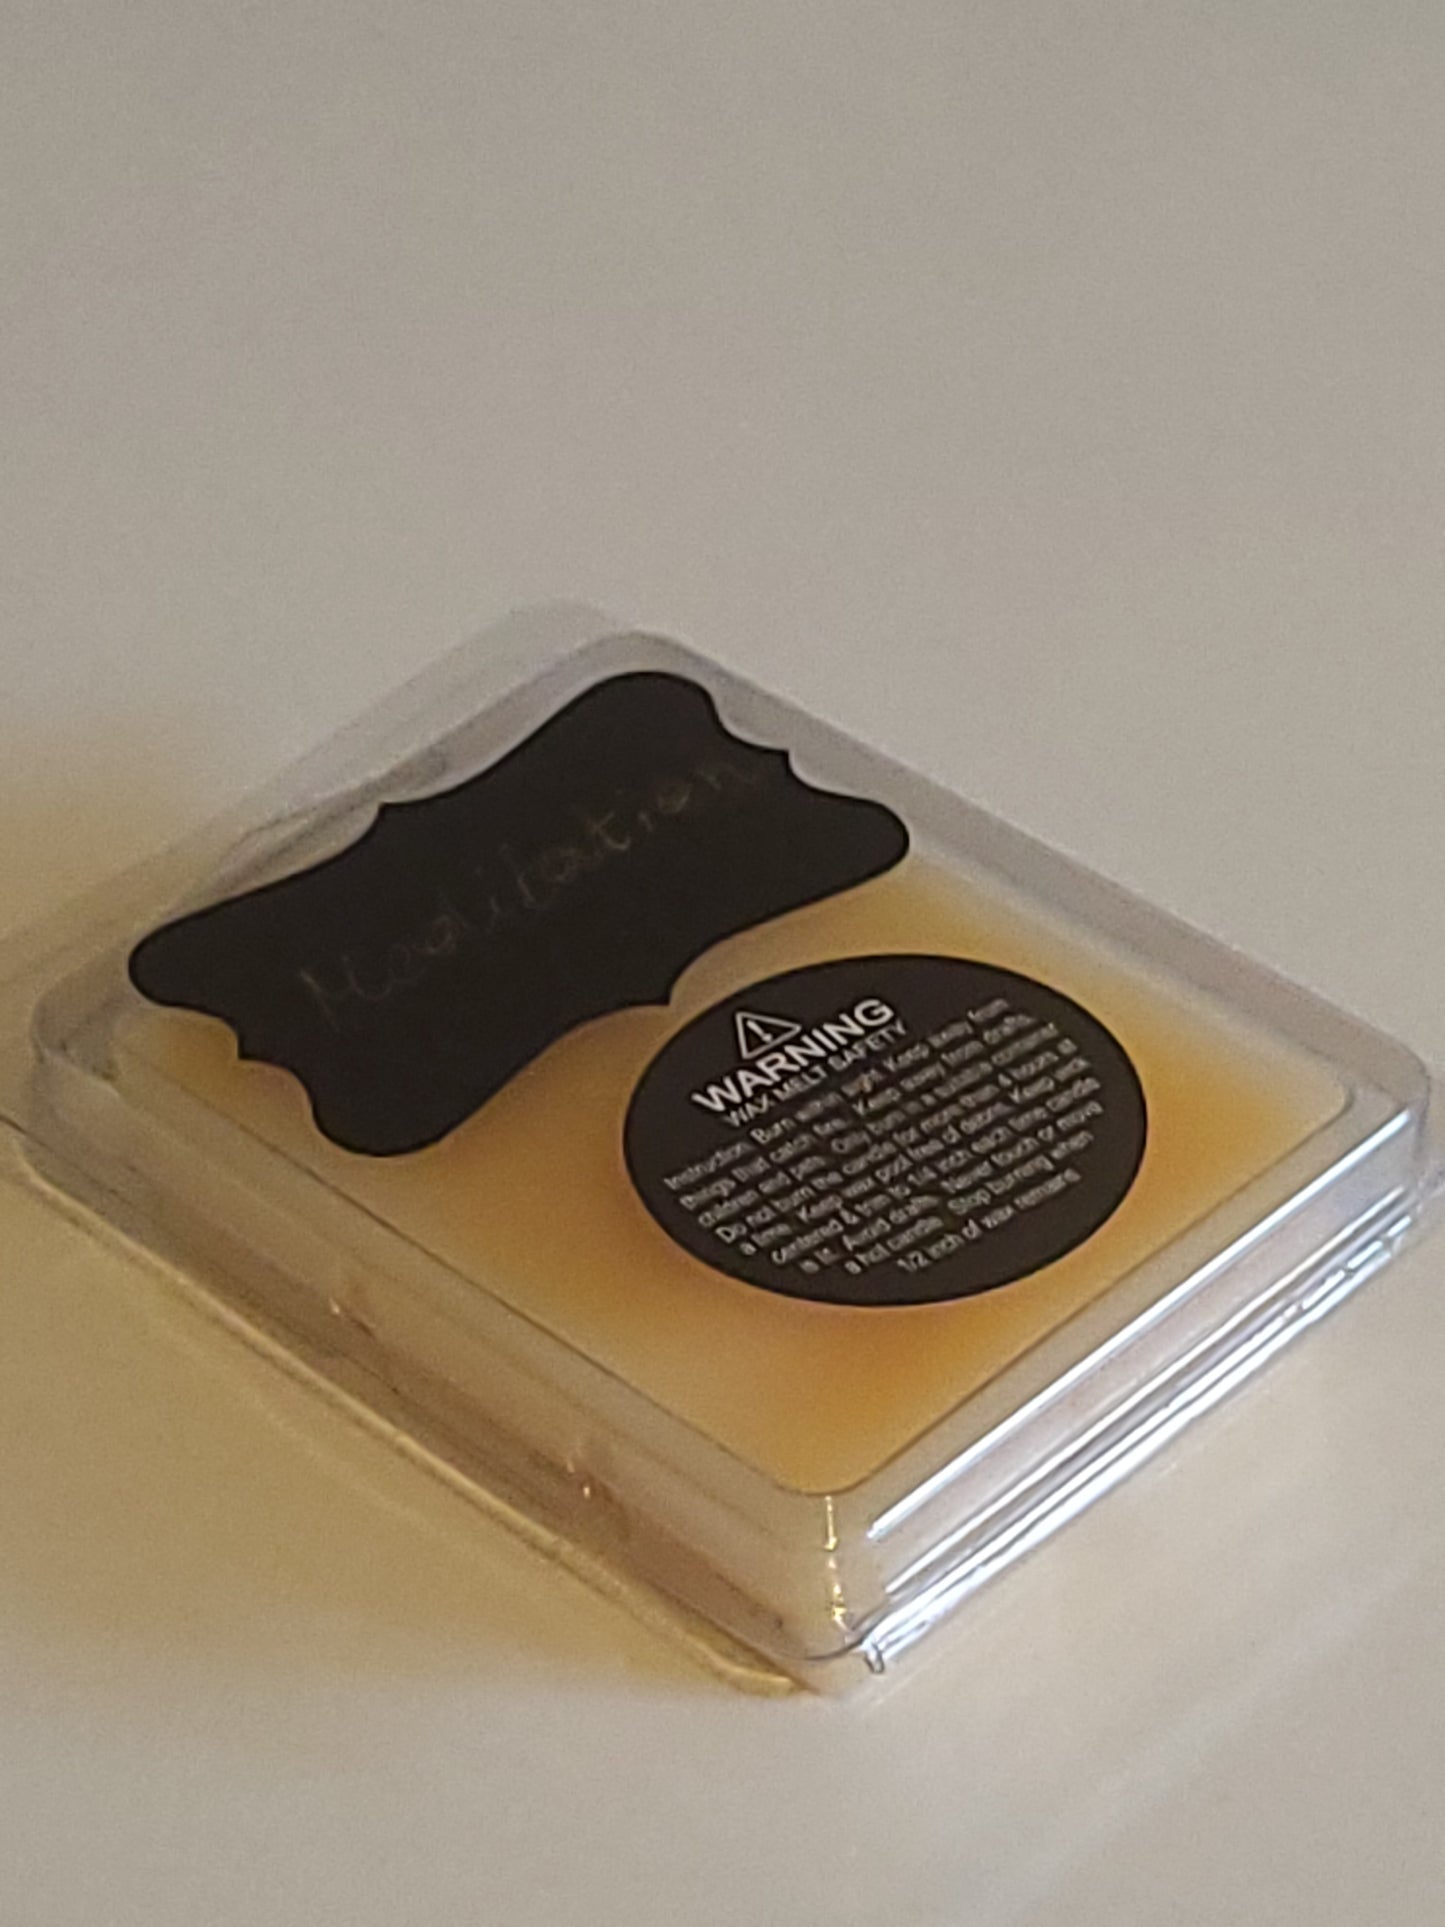 Meditation
WARNING
WAX MELT SAFETY
Instruction: Burn within sight. Keep away from
things that catch fire. Keep away from drafts,
children and pets. Only burn in a suitable container
Do not burn the candle for more than 4 hours at
a time. Keep wax pool free of debris. Keep wick
centered & trim to 1/4 inch each time candle
is lit. Avoid drafts. Never touch or move
a hot candle. Stop burning when
1/2 inch of wax remains